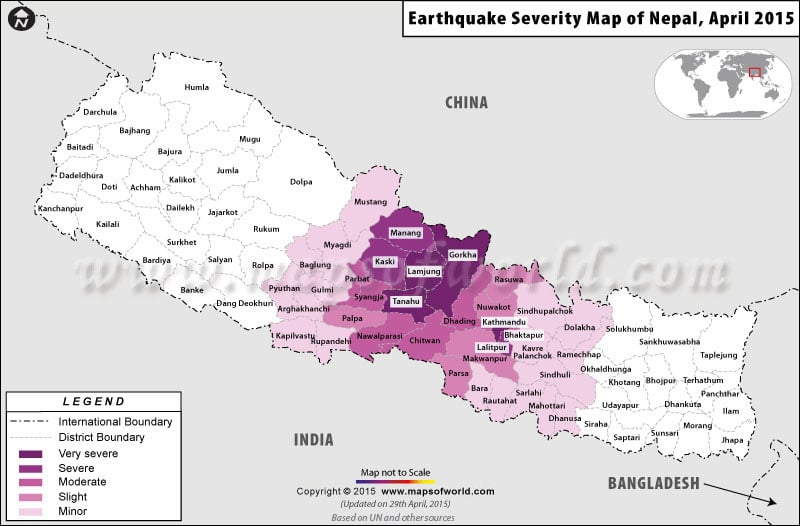 N
Earthquake Severity Map of Nepal, April 2015
CHINA
Humla
Darchula
Bajhang
Mugu
Baitadi
Bajura
Jumla
Dadeldhura
Doti
Achham
Kalikot
Dolpa
Kanchanpur
Kailali
Dailekh
Jajarkot
Mustang
Rukum
Manang
Surkhet
Myagdi
Gorkha
Bardiya
Salyan
Rolpa
Baglung
Kaski
Lamjung
www.mapsofworld.com
Banke
Pyuthan
Gulmi
Parbat
Rasuwa
Dang Deokhuri
Syangja
Tanahu
Arghakhanchi
Nuwakot
Sindhupalchok
Palpa
Dhading
Kathmandu
Dolakha
Solukhumbu
Kapilvastu
Rupandehi
Nawalparasi
Chitwan
Bhaktapur
Sankhuwasabha
Lalitpur
Kavre
Palanchok
Ramechhap
Taplejung
Makwanpur
Okhaldhunga
Parsa
Sindhuli
Khotang
Bhojpur
Terhathum
Bara
Panchthar
Rautahat
Sarlahi
Mahottari
Udayapur
Dhankuta
Ilam
Dhanusa
Siraha
Morang
Saptari
Sunsari
Jhapa
LEGEND
International Boundary
District Boundary
Very severe
Severe
Moderate
Slight
Minor
INDIA
BANGLADESH
Map not to Scale
Copyright © 2015 www.mapsofworld.com
(Updated on 29th April, 2015)
Based on UN and other sources